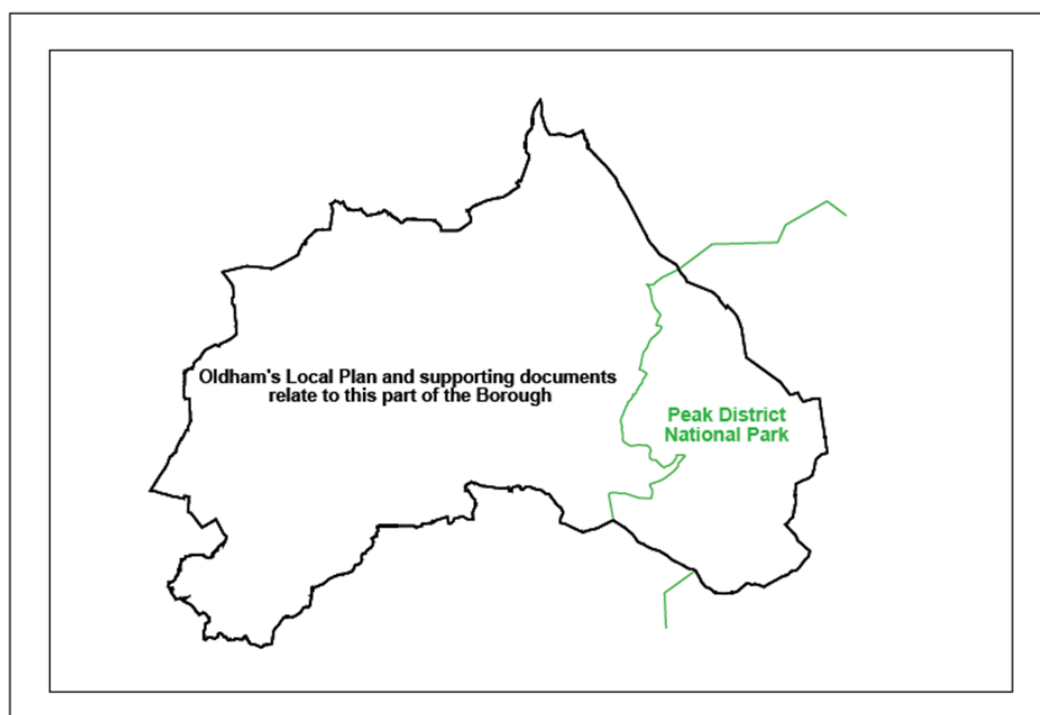 Oldham's Local Plan and supporting documents
relate to this part of the Borough
Peak District
National Park